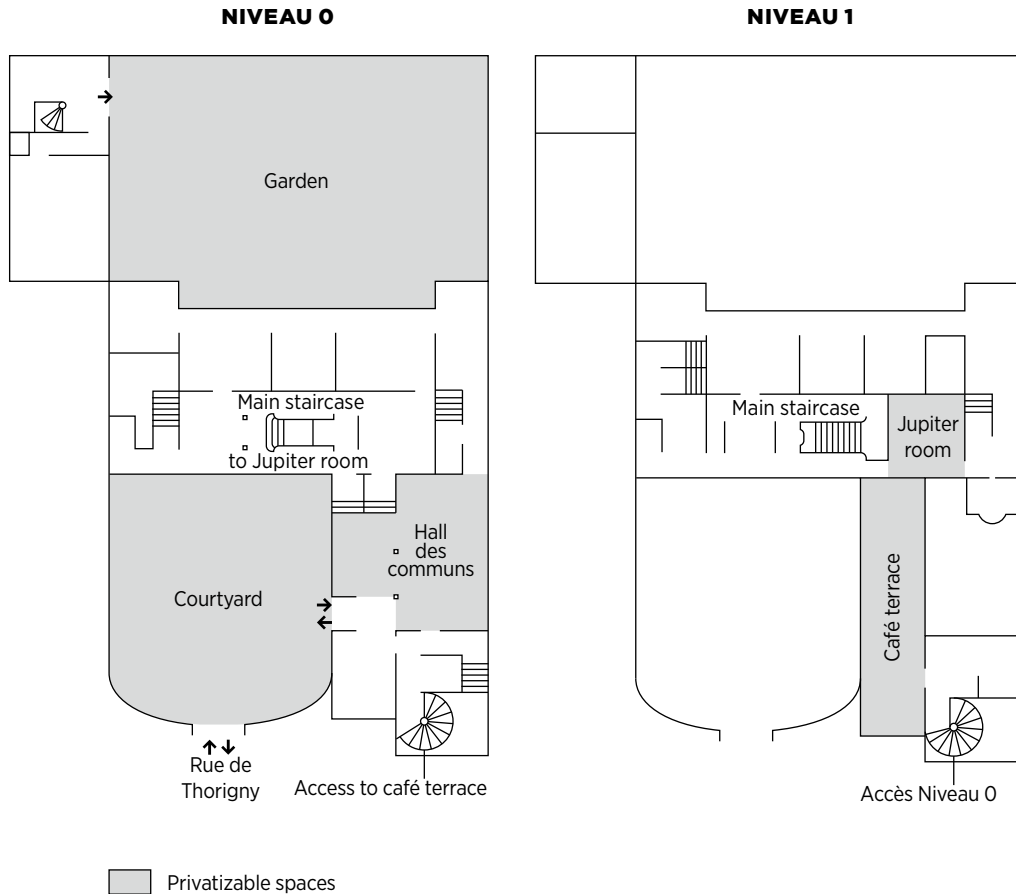 NIVEAU 0
Garden
Main staircase
to Jupiter room
Hall
des
communs
Courtyard
Rue de
Thorigny
Access to café terrace
NIVEAU 1
Main staircase
Jupiter
room
Café terrace
Accès Niveau 0
Privatizable spaces